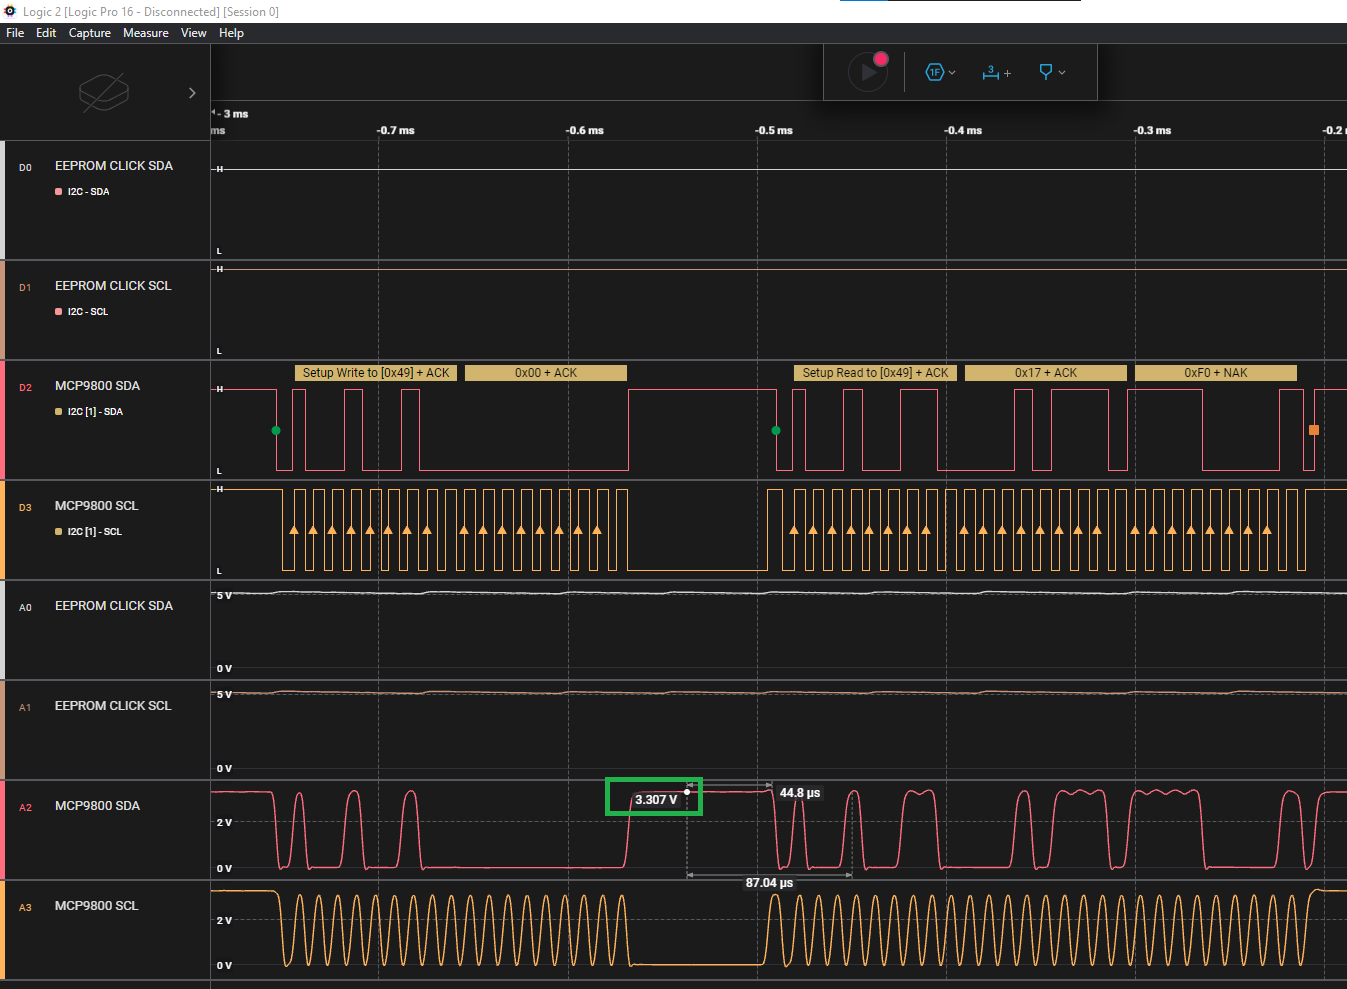 Logic 2 [Logic Pro 16 - Disconnected] [Session 0]
File Edit Capture Measure View Help
1F 3 +
- 3 ms
ms -0.7 ms -0.6 ms -0.5 ms -0.4 ms -0.3 ms -0.2
D0 EEPROM CLICK SDA H
I2C - SDA
L
D1 EEPROM CLICK SCL H
I2C - SCL
L
Setup Write to [0x49] + ACK 0x00 + ACK Setup Read to [0x49] + ACK 0x17 + ACK 0xF0 + NAK
D2 MCP9800 SDA H
I2C [1] - SDA
L
D3 MCP9800 SCL H
I2C [1] - SCL
L
A0 EEPROM CLICK SDA 5 V
0 V
A1 EEPROM CLICK SCL 5 V
0 V
A2 MCP9800 SDA 3.307 V 44.8 µs
2 V
0 V
87.04 µs
A3 MCP9800 SCL
2 V
0 V